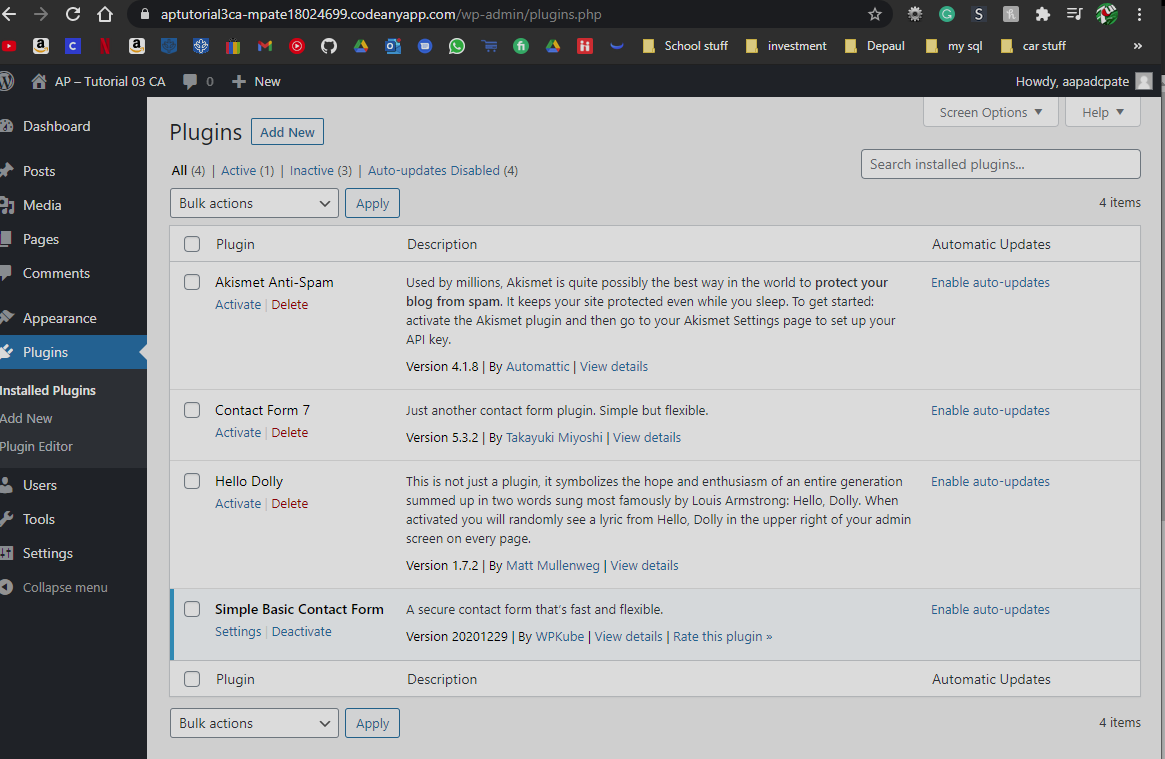 aptutorial3ca-mpate18024699.codeanyapp.com/wp-admin/plugins.php
School stuff investment Depaul my sql car stuff »
AP – Tutorial 03 CA 0 + New Howdy, aapadcpate
Dashboard
Posts
Media
Pages
Comments
Appearance
Plugins
Installed Plugins
Add New
Plugin Editor
Users
Tools
Settings
Collapse menu
Screen Options ▼ Help ▼
Plugins Add New
All (4) | Active (1) | Inactive (3) | Auto-updates Disabled (4)
Search installed plugins...
Bulk actions Apply 4 items
Plugin Description Automatic Updates
Akismet Anti-Spam
Activate | Delete
Used by millions, Akismet is quite possibly the best way in the world to protect your
blog from spam. It keeps your site protected even while you sleep. To get started:
activate the Akismet plugin and then go to your Akismet Settings page to set up your
API key.
Version 4.1.8 | By Automattic | View details
Enable auto-updates
Contact Form 7
Activate | Delete
Just another contact form plugin. Simple but flexible.
Version 5.3.2 | By Takayuki Miyoshi | View details
Enable auto-updates
Hello Dolly
Activate | Delete
This is not just a plugin, it symbolizes the hope and enthusiasm of an entire generation
summed up in two words sung most famously by Louis Armstrong: Hello, Dolly. When
activated you will randomly see a lyric from Hello, Dolly in the upper right of your admin
screen on every page.
Version 1.7.2 | By Matt Mullenweg | View details
Enable auto-updates
Simple Basic Contact Form
Settings | Deactivate
A secure contact form that's fast and flexible.
Version 20201229 | By WPKube | View details | Rate this plugin »
Enable auto-updates
Plugin Description Automatic Updates
Bulk actions Apply 4 items